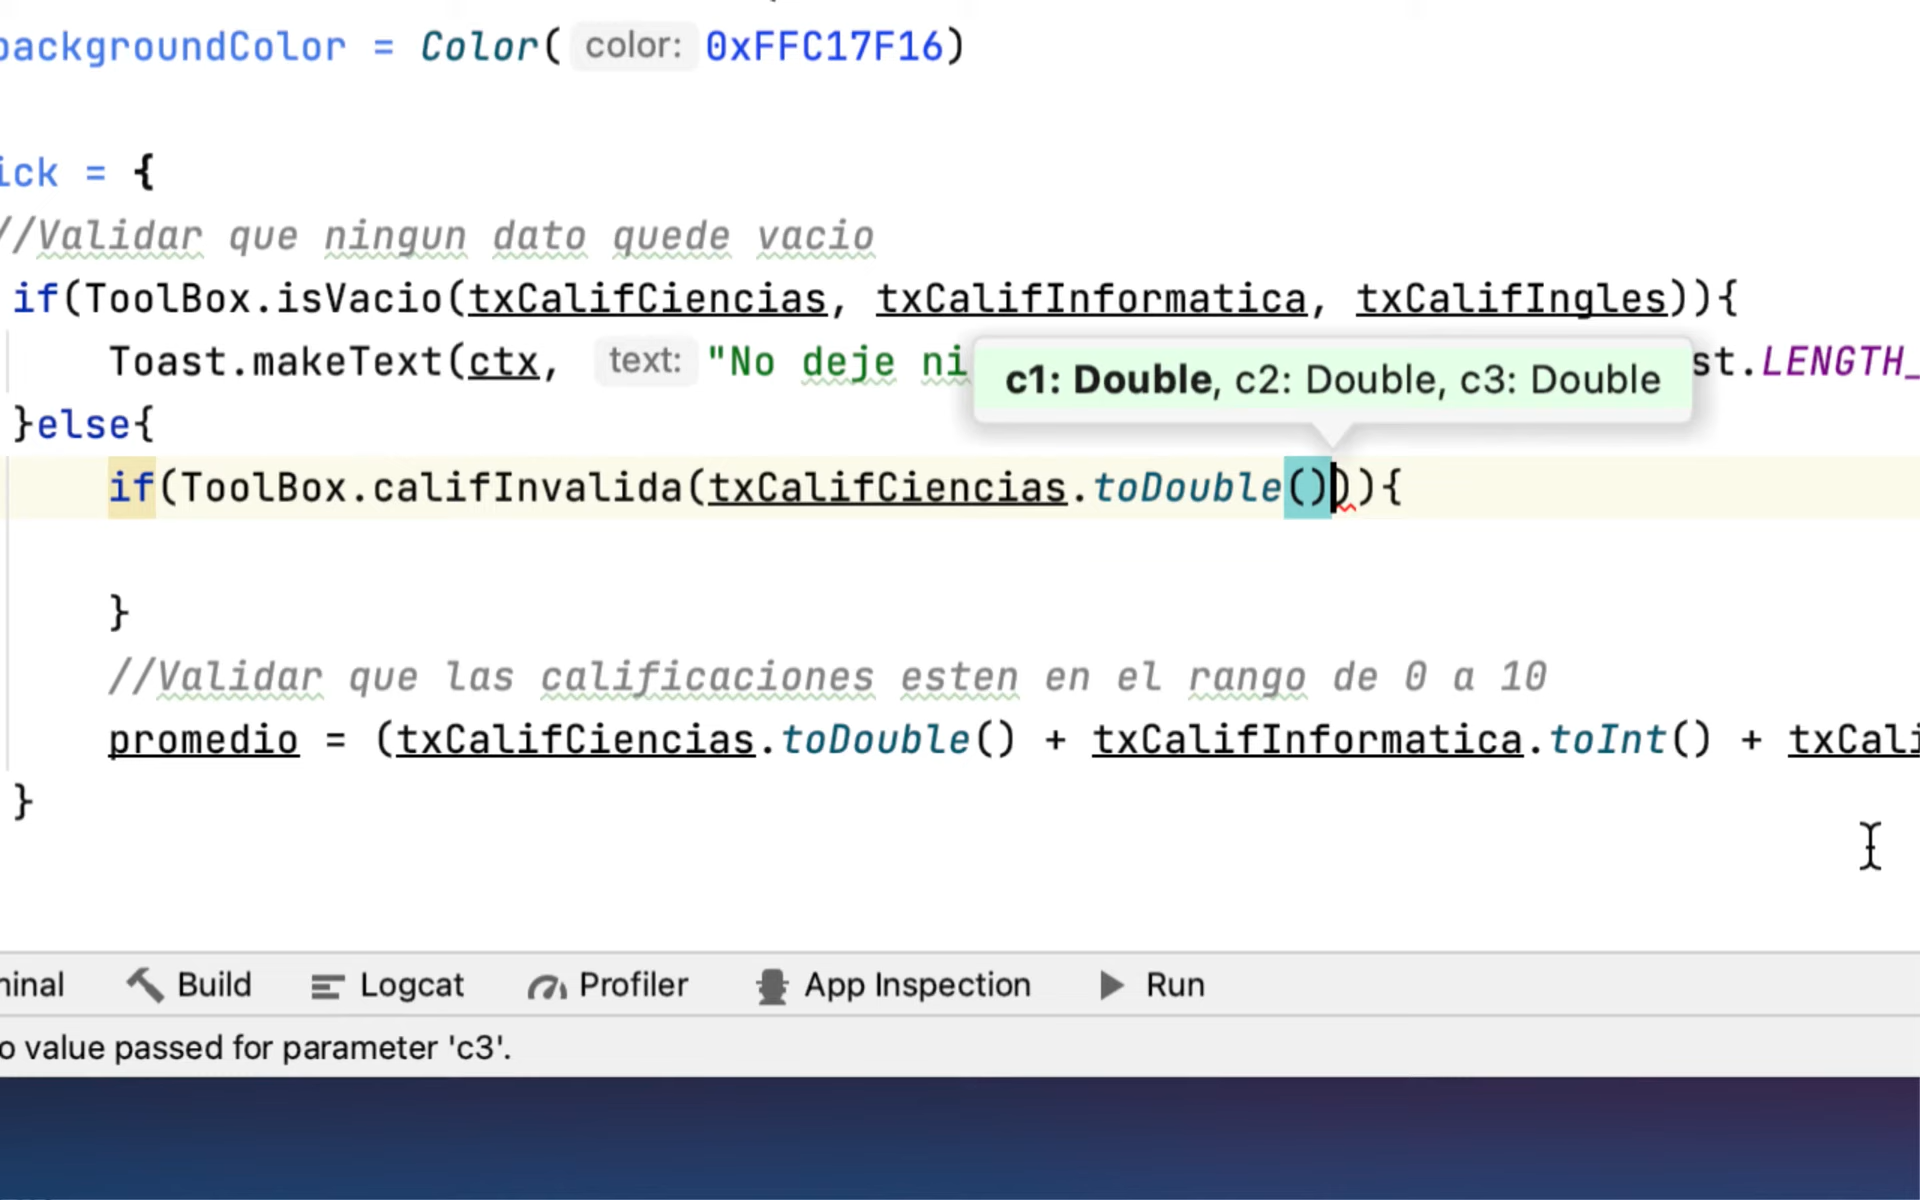 backgroundColor = Color( color: 0xFFC17F16)
ick = {
//Validar que ningun dato quede vacio
if(ToolBox.isVacio(txCalifCiencias, txCalifInformatica, txCalifIngles)){
Toast.makeText(ctx, text: "No deje ni st.LENGTH_
c1: Double, c2: Double, c3: Double
}else{
if(ToolBox.califInvalida(txCalifCiencias.toDouble())){
}
//Validar que las calificaciones esten en el rango de 0 a 10
promedio = (txCalifCiencias.toDouble() + txCalifInformatica.toInt() + txCali
}
minal Build Logcat Profiler App Inspection Run
o value passed for parameter 'c3'.